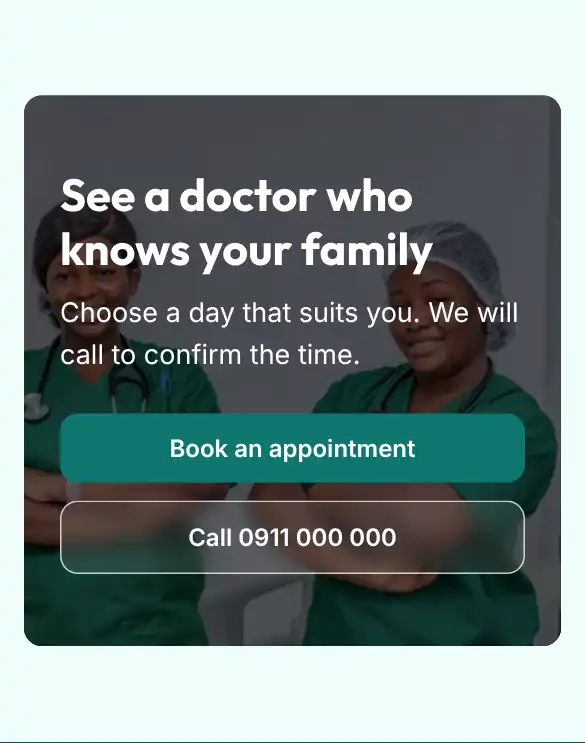 See a doctor who
knows your family
Choose a day that suits you. We will
call to confirm the time.
Book an appointment
Call 0911 000 000